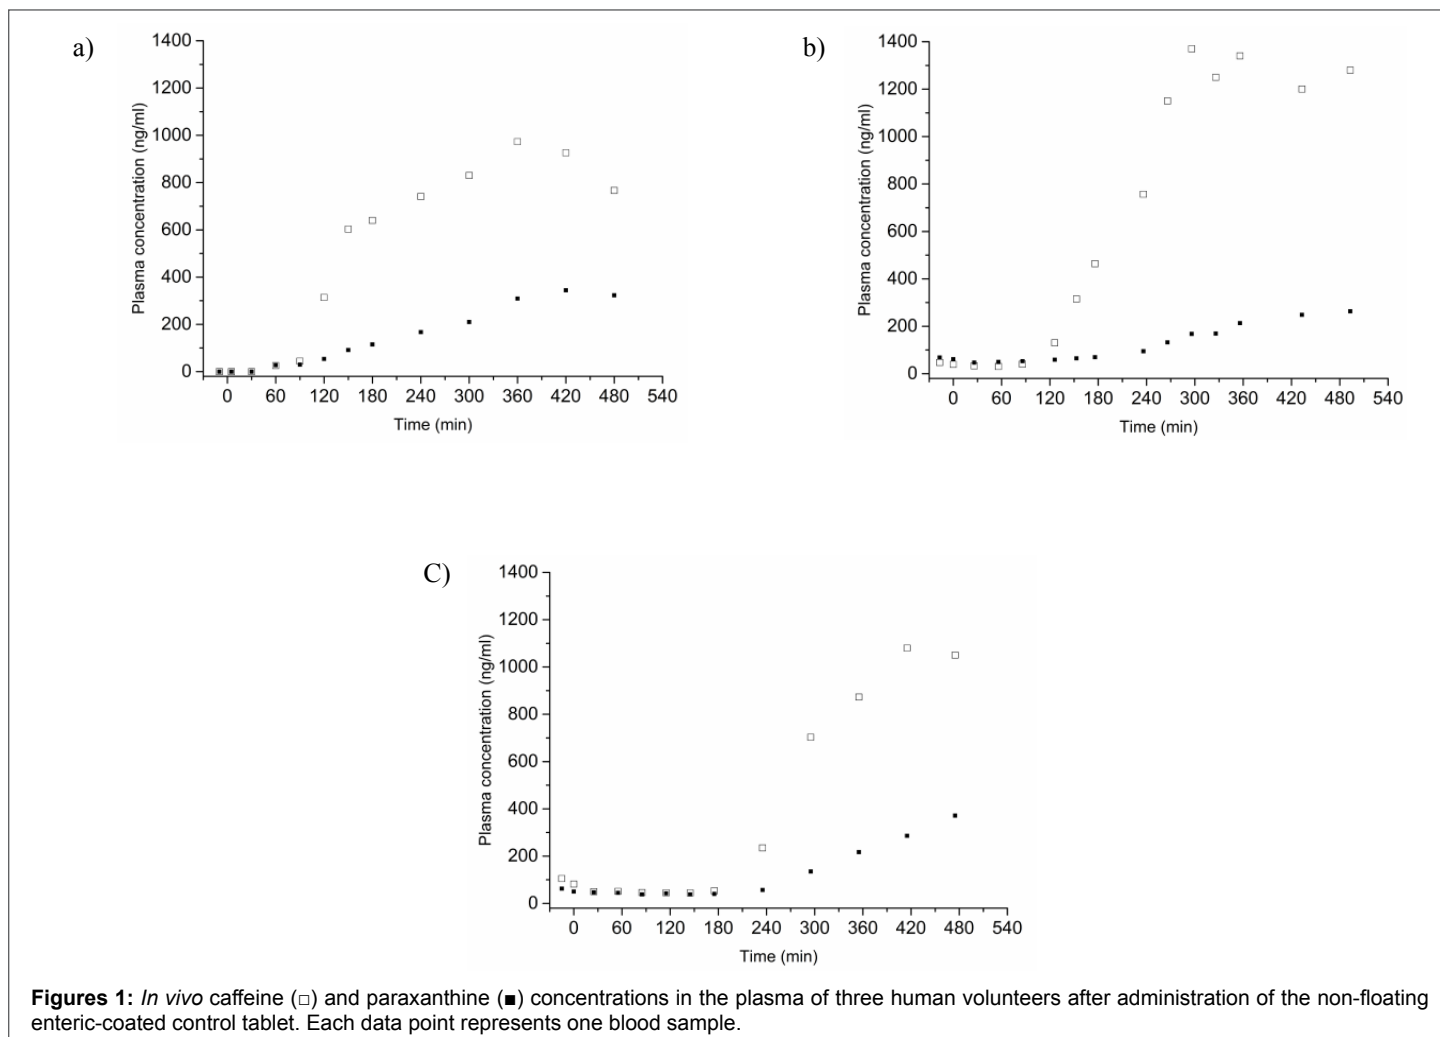 a)
1400
1200
1000
800
600
400
200
0
Plasma concentration (ng/ml)
0 60 120 180 240 300 360 420 480 540
Time (min)
b)
1400
1200
1000
800
600
400
200
0
Plasma concentration (ng/ml)
0 60 120 180 240 300 360 420 480 540
Time (min)
C)
1400
1200
1000
800
600
400
200
0
Plasma concentration (ng/ml)
0 60 120 180 240 300 360 420 480 540
Time (min)
Figures 1: In vivo caffeine (□) and paraxanthine (■) concentrations in the plasma of three human volunteers after administration of the non-floating
enteric-coated control tablet. Each data point represents one blood sample.